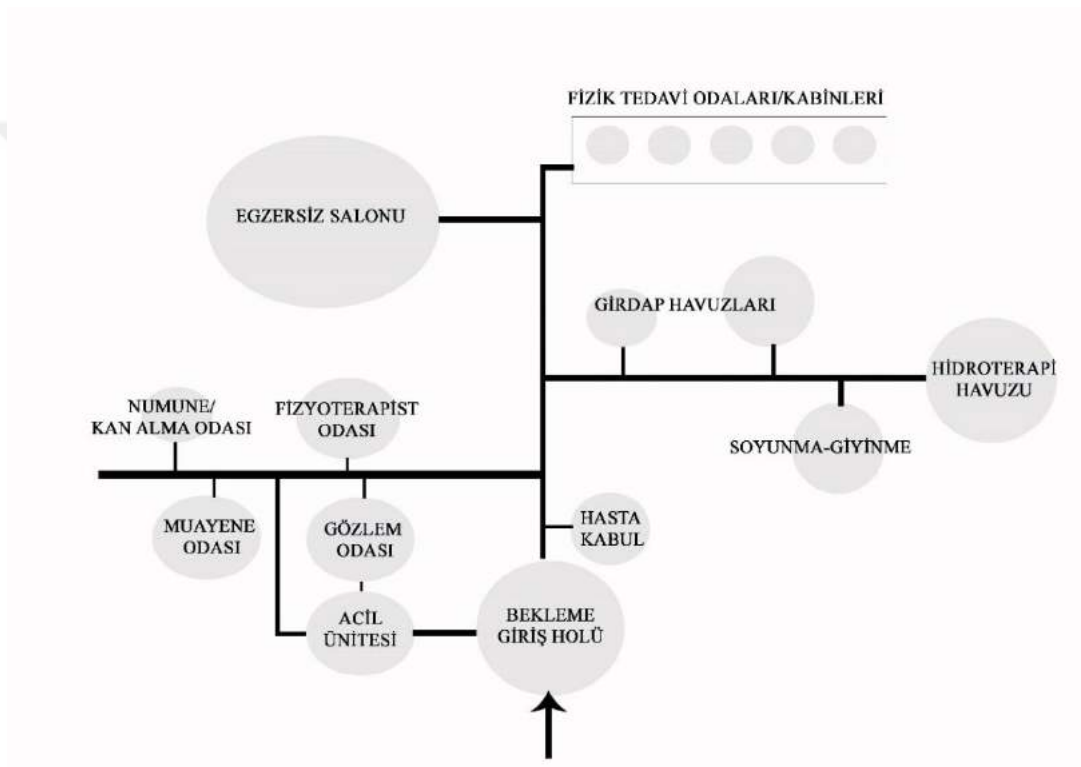 FİZİK TEDAVİ ODALARI/KABİNLERİ
EGZERSİZ SALONU
GİRDAP HAVUZLARI
HİDROTERAPİ
HAVUZU
NUMUNE/
KAN ALMA ODASI
FİZYOTERAPİST
ODASI
SOYUNMA-GİYİNME
MUAYENE
ODASI
GÖZLEM
ODASI
HASTA
KABUL
ACİL
ÜNİTESİ
BEKLEME
GİRİŞ HOLÜ